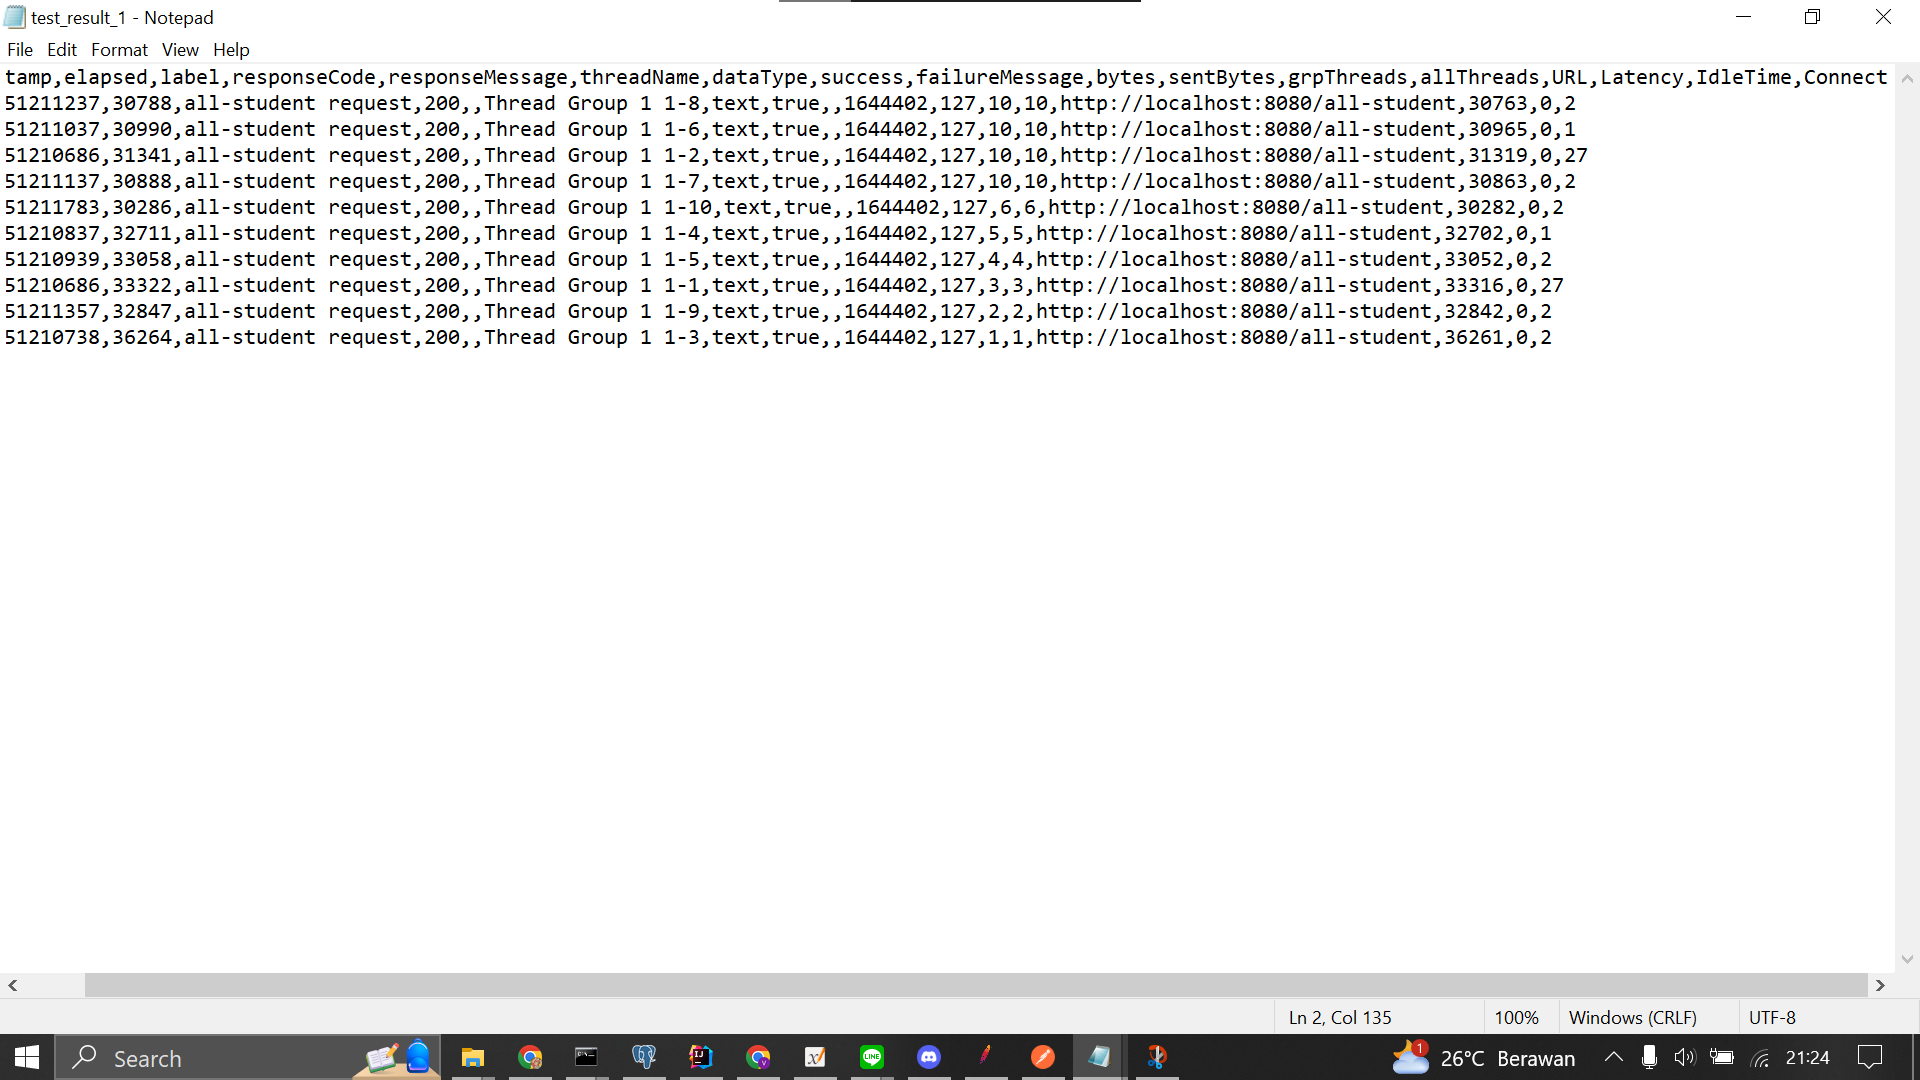 test_result_1 - Notepad
File Edit Format View Help
tamp,elapsed,label,responseCode,responseMessage,threadName,dataType,success,failureMessage,bytes,sentBytes,grpThreads,allThreads,URL,Latency,IdleTime,Connect
51211237,30788,all-student request,200,,Thread Group 1 1-8,text,true,,1644402,127,10,10,http://localhost:8080/all-student,30763,0,2
51211037,30990,all-student request,200,,Thread Group 1 1-6,text,true,,1644402,127,10,10,http://localhost:8080/all-student,30965,0,1
51210686,31341,all-student request,200,,Thread Group 1 1-2,text,true,,1644402,127,10,10,http://localhost:8080/all-student,31319,0,27
51211137,30888,all-student request,200,,Thread Group 1 1-7,text,true,,1644402,127,10,10,http://localhost:8080/all-student,30863,0,2
51211783,30286,all-student request,200,,Thread Group 1 1-10,text,true,,1644402,127,6,6,http://localhost:8080/all-student,30282,0,2
51210837,32711,all-student request,200,,Thread Group 1 1-4,text,true,,1644402,127,5,5,http://localhost:8080/all-student,32702,0,1
51210939,33058,all-student request,200,,Thread Group 1 1-5,text,true,,1644402,127,4,4,http://localhost:8080/all-student,33052,0,2
51210686,33322,all-student request,200,,Thread Group 1 1-1,text,true,,1644402,127,3,3,http://localhost:8080/all-student,33316,0,27
51211357,32847,all-student request,200,,Thread Group 1 1-9,text,true,,1644402,127,2,2,http://localhost:8080/all-student,32842,0,2
51210738,36264,all-student request,200,,Thread Group 1 1-3,text,true,,1644402,127,1,1,http://localhost:8080/all-student,36261,0,2
Ln 2, Col 135 100% Windows (CRLF) UTF-8
Search LINE 1 26°C Berawan 21:24